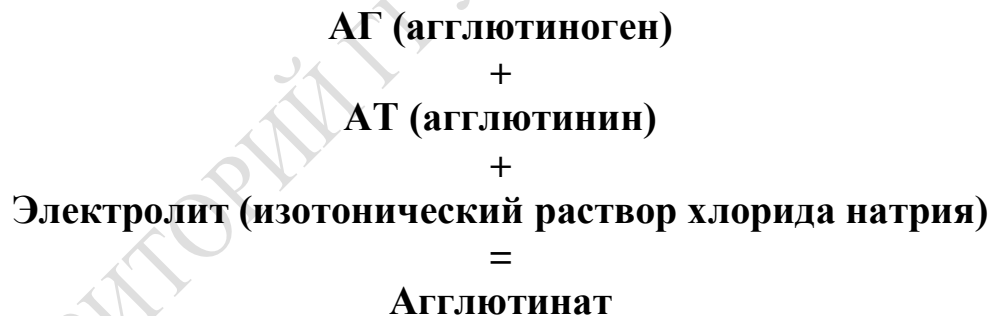 АГ (агглютиноген)
+
АТ (агглютинин)
+
Электролит (изотонический раствор хлорида натрия)
=
Агглютинат